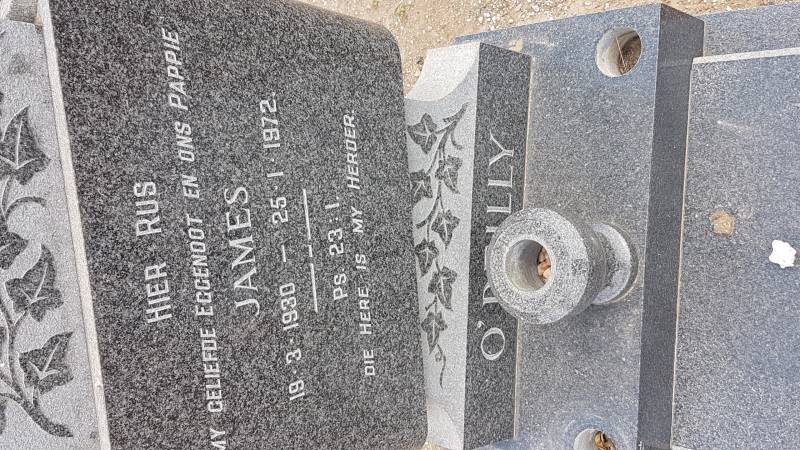 HIER RUS
MY GELIEFDE EGGENOOT EN ONS PAPPIE
JAMES
19·3·1930 — 25·1·1972.
PS. 23:1.
DIE HERE IS MY HERDER.